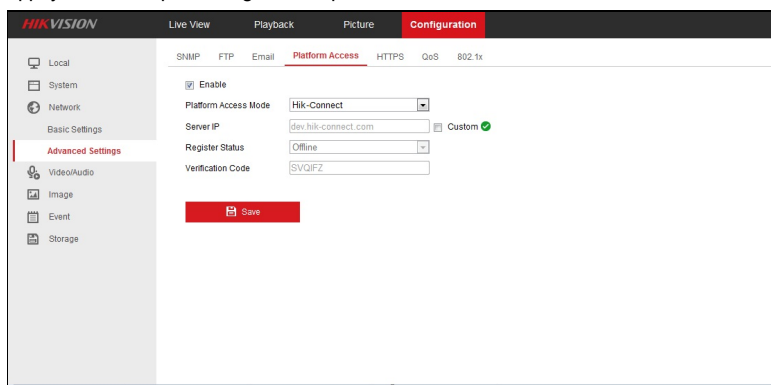 HIKVISION Live View Playback Picture Configuration
Local
System
Network
Basic Settings
Advanced Settings
Video/Audio
Image
Event
Storage
SNMP FTP Email Platform Access HTTPS QoS 802.1x
Enable
Platform Access Mode Hik-Connect
Server IP dev.hik-connect.com Custom
Register Status Offline
Verification Code SVQIFZ
Save